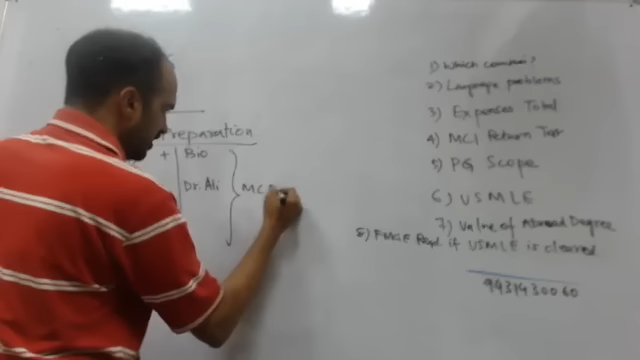 Preparation
+ Bio
Dr. Ali
MC
1) Which common?
2) Language problems
3) Expenses Total
4) MCI Return Test
5) PG Scope
6) USMLE
7) Value of Abroad Degree
8) FMGE Reqd. if USMLE is cleared
9431430060